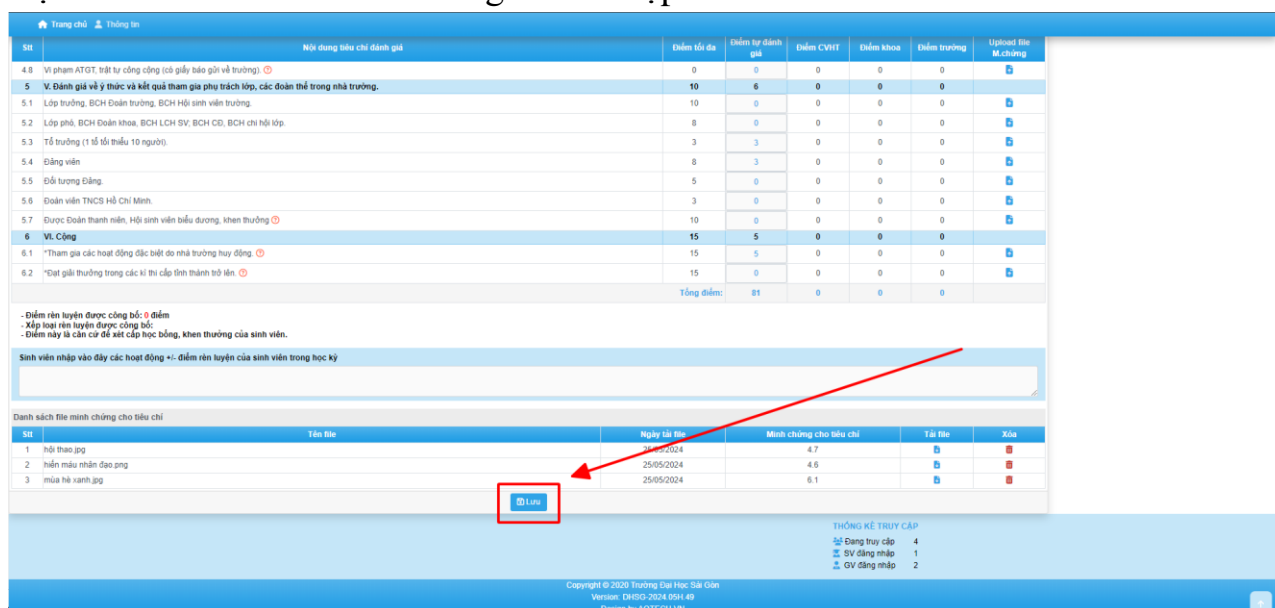 Trang chủ Thông tin
Stt Nội dung tiêu chí đánh giá Điểm tối đa Điểm tự đánh giá Điểm CVHT Điểm khoa Điểm trường Upload file M.chứng
4.8 Vi phạm ATGT, trật tự công cộng (có giấy báo gửi về trường). 0 0 0 0 0
5 V. Đánh giá về ý thức và kết quả tham gia phụ trách lớp, các đoàn thể trong nhà trường. 10 6 0 0 0
5.1 Lớp trưởng, BCH Đoàn trường, BCH Hội sinh viên trường. 10 0 0 0 0
5.2 Lớp phó, BCH Đoàn khoa, BCH LCH SV, BCH CĐ, BCH chi hội lớp. 8 0 0 0 0
5.3 Tổ trưởng (1 tổ tối thiểu 10 người). 3 3 0 0 0
5.4 Đảng viên 8 3 0 0 0
5.5 Đối tượng Đảng. 5 0 0 0 0
5.6 Đoàn viên TNCS Hồ Chí Minh. 3 0 0 0 0
5.7 Được Đoàn thanh niên, Hội sinh viên biểu dương, khen thưởng 10 0 0 0 0
6 VI. Cộng 15 5 0 0 0
6.1 *Tham gia các hoạt động đặc biệt do nhà trường huy động. 15 5 0 0 0
6.2 *Đạt giải thưởng trong các kì thi cấp tỉnh thành trở lên. 15 0 0 0 0
Tổng điểm: 81 0 0 0
- Điểm rèn luyện được công bố: 0 điểm
- Xếp loại rèn luyện được công bố:
- Điểm này là căn cứ để xét cấp học bổng, khen thưởng của sinh viên.
Sinh viên nhập vào đây các hoạt động +/- điểm rèn luyện của sinh viên trong học kỳ
Danh sách file minh chứng cho tiêu chí
Stt Tên file Ngày tải file Minh chứng cho tiêu chí Tải file Xóa
1 hội thao.jpg 25/05/2024 4.7
2 hiến máu nhân đạo.png 25/05/2024 4.6
3 mùa hè xanh.jpg 25/05/2024 6.1
Lưu
THỐNG KÊ TRUY CẬP
Đang truy cập 4
SV đăng nhập 1
GV đăng nhập 2
Copyright © 2020 Trường Đại Học Sài Gòn
Version: DHSG-2024.05H.49